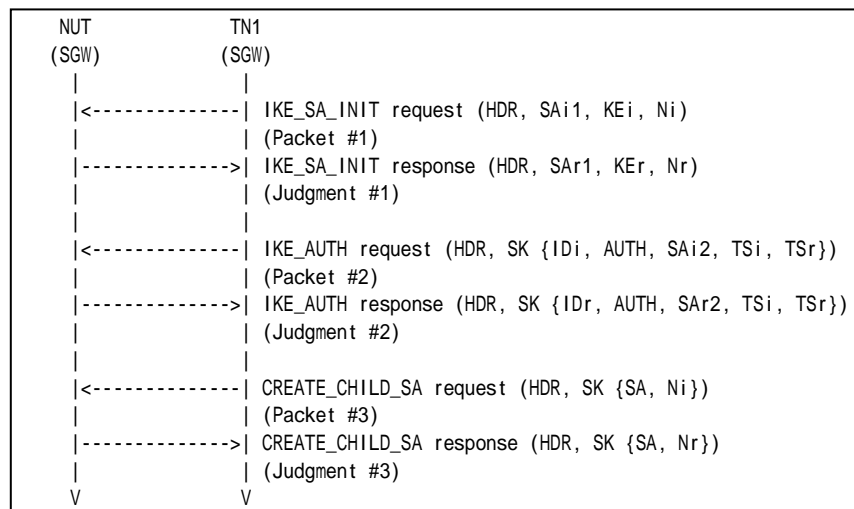 NUT TN1
(SGW) (SGW)
| |
|<--------------| IKE_SA_INIT request (HDR, SAi1, KEi, Ni)
| | (Packet #1)
|-------------->| IKE_SA_INIT response (HDR, SAr1, KEr, Nr)
| | (Judgment #1)
| |
|<--------------| IKE_AUTH request (HDR, SK {IDi, AUTH, SAi2, TSi, TSr})
| | (Packet #2)
|-------------->| IKE_AUTH response (HDR, SK {IDr, AUTH, SAr2, TSi, TSr})
| | (Judgment #2)
| |
|<--------------| CREATE_CHILD_SA request (HDR, SK {SA, Ni})
| | (Packet #3)
|-------------->| CREATE_CHILD_SA response (HDR, SK {SA, Nr})
| | (Judgment #3)
V V